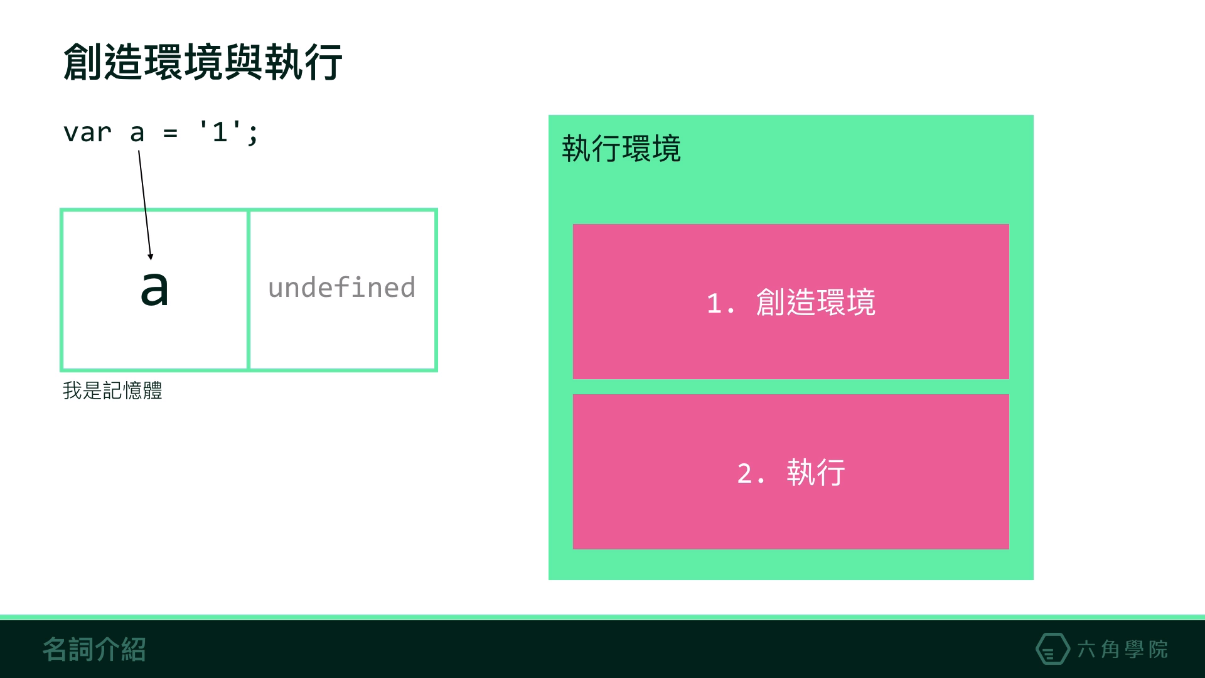 創造環境與執行
var a = '1';
a
undefined
我是記憶體
執行環境
1. 創造環境
2. 執行
名詞介紹
六角學院